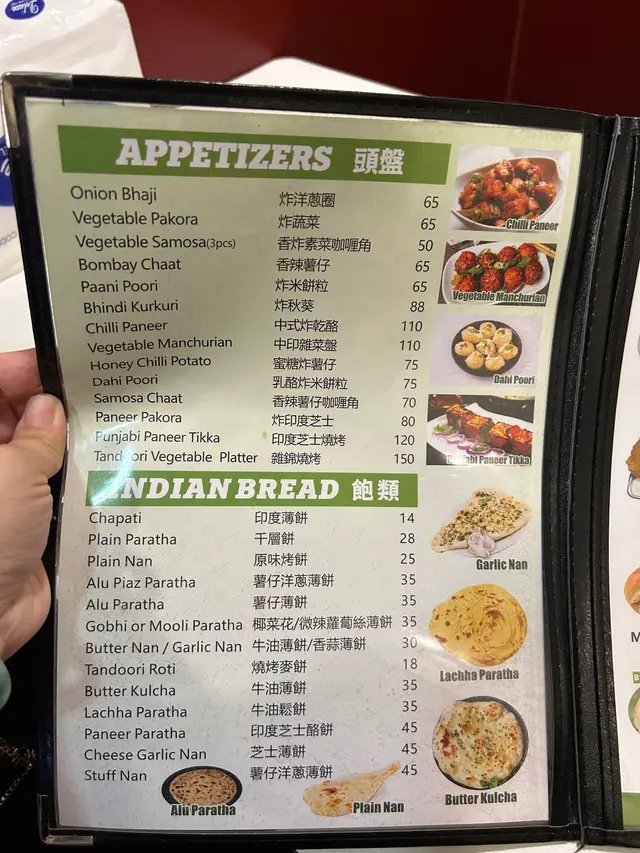 APPETIZERS 頭盤
Onion Bhaji 炸洋蔥圈 65
Vegetable Pakora 炸蔬菜 65
Vegetable Samosa(3pcs) 香炸素菜咖喱角 50
Bombay Chaat 香辣薯仔 65
Paani Poori 炸米餅粒 65
Bhindi Kurkuri 炸秋葵 88
Chilli Paneer 中式炸乾酪 110
Vegetable Manchurian 中印雜菜盤 110
Honey Chilli Potato 蜜糖炸薯仔 75
Dahi Poori 乳酪炸米餅粒 75
Samosa Chaat 香辣薯仔咖喱角 70
Paneer Pakora 炸印度芝士 80
Punjabi Paneer Tikka 印度芝士燒烤 120
Tandoori Vegetable Platter 雜錦燒烤 150
Chilli Paneer
Vegetable Manchurian
Dahi Poori
Punjabi Paneer Tikka
INDIAN BREAD 飽類
Chapati 印度薄餅 14
Plain Paratha 千層餅 28
Plain Nan 原味烤餅 25
Alu Piaz Paratha 薯仔洋蔥薄餅 35
Alu Paratha 薯仔薄餅 35
Gobhi or Mooli Paratha 椰菜花/微辣蘿蔔絲薄餅 35
Butter Nan / Garlic Nan 牛油薄餅/香蒜薄餅 30
Tandoori Roti 燒烤麥餅 18
Butter Kulcha 牛油薄餅 35
Lachha Paratha 牛油鬆餅 35
Paneer Paratha 印度芝士酪餅 45
Cheese Garlic Nan 芝士薄餅 45
Stuff Nan 薯仔洋蔥薄餅 45
Garlic Nan
Lachha Paratha
Butter Kulcha
Alu Paratha
Plain Nan